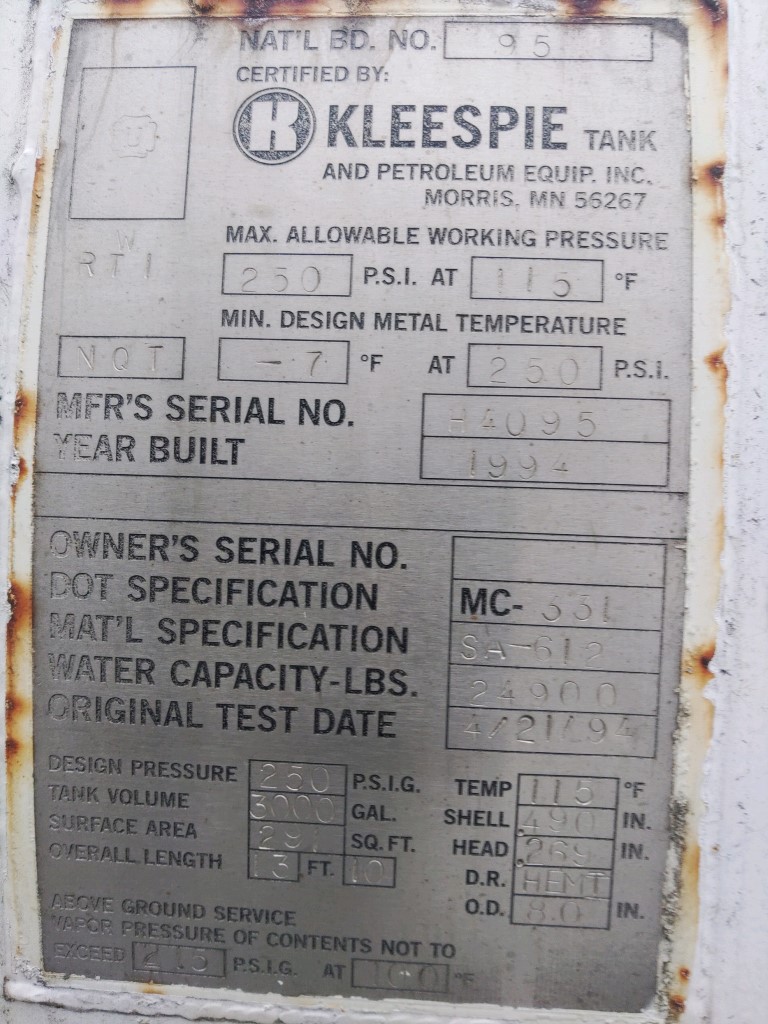 NAT'L BD. NO. 95
CERTIFIED BY:
K KLEESPIE TANK
AND PETROLEUM EQUIP. INC.
MORRIS, MN 56267
U
W
RT 1
MAX. ALLOWABLE WORKING PRESSURE
250 P.S.I. AT 115 °F
MIN. DESIGN METAL TEMPERATURE
NQT -7 °F AT 250 P.S.I.
MFR'S SERIAL NO. H4095
YEAR BUILT 1994
OWNER'S SERIAL NO.
DOT SPECIFICATION MC-331
MAT'L SPECIFICATION SA-612
WATER CAPACITY-LBS. 24900
ORIGINAL TEST DATE 4/21/94
DESIGN PRESSURE 250 P.S.I.G. TEMP 115 °F
TANK VOLUME 3000 GAL. SHELL .490 IN.
SURFACE AREA 291 SQ. FT. HEAD .269 IN.
OVERALL LENGTH 13 FT. 10 D.R. HEMI
O.D. 80 IN.
ABOVE GROUND SERVICE
VAPOR PRESSURE OF CONTENTS NOT TO
EXCEED 215 P.S.I.G. AT 100 °F